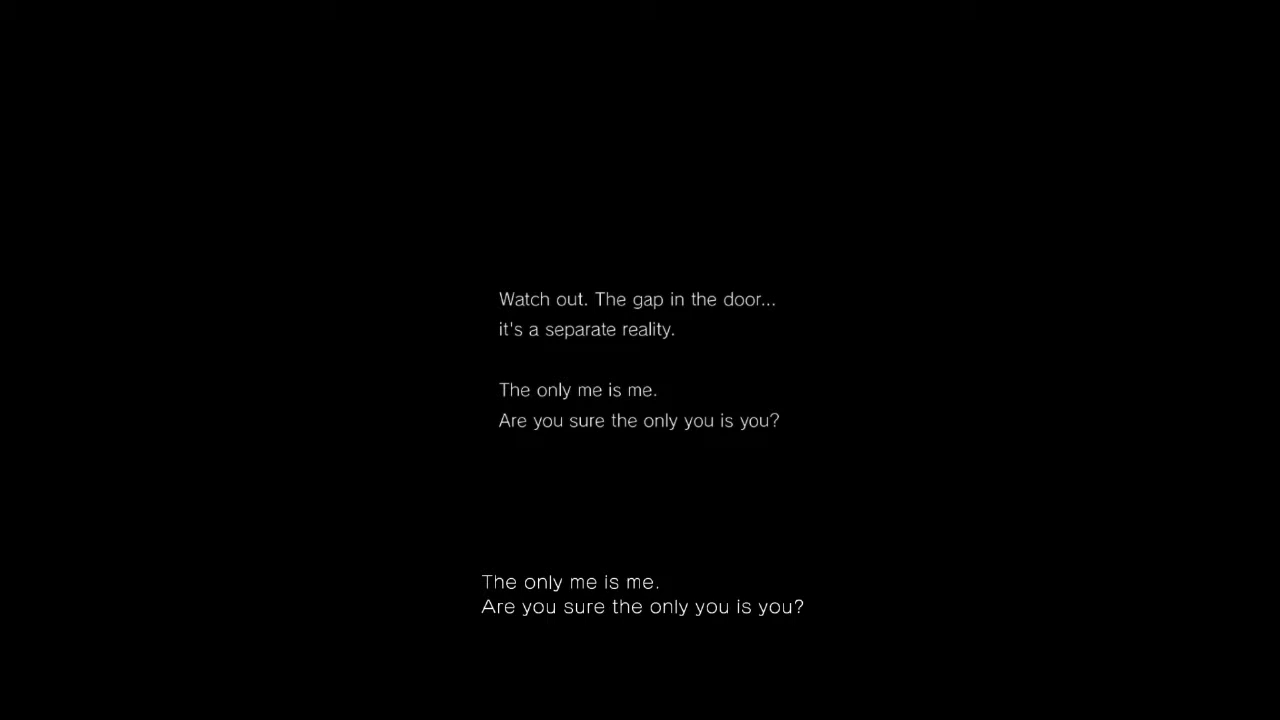 Watch out. The gap in the door...
it's a separate reality.
The only me is me.
Are you sure the only you is you?
The only me is me.
Are you sure the only you is you?